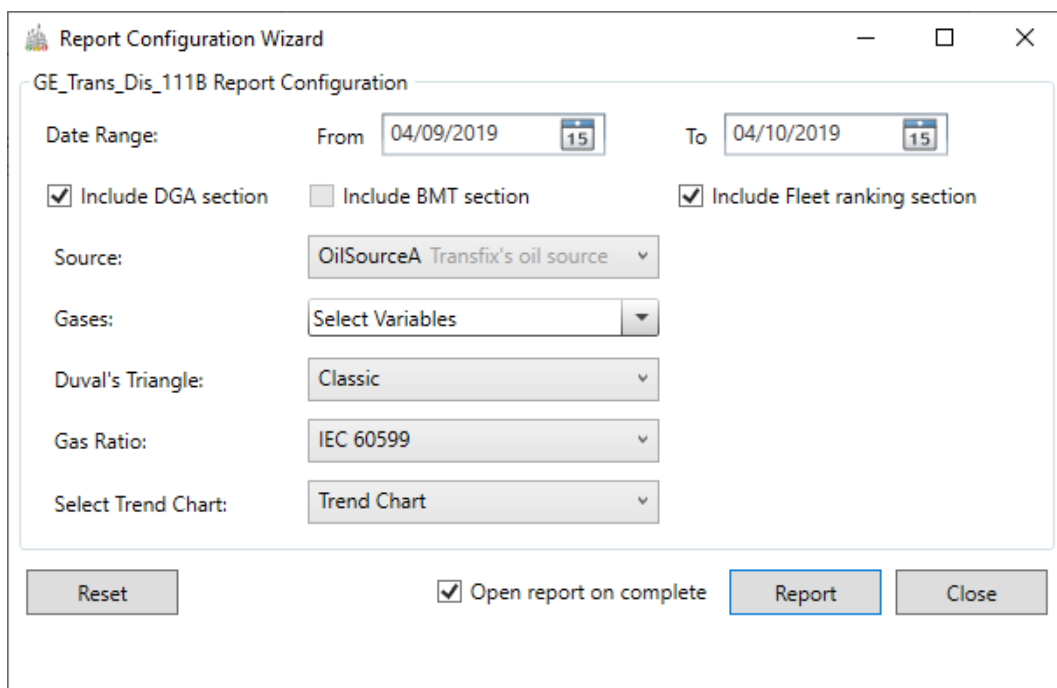 Report Configuration Wizard
GE_Trans_Dis_111B Report Configuration
Date Range: From 04/09/2019 15 To 04/10/2019 15
Include DGA section Include BMT section Include Fleet ranking section
Source: OilSourceA Transfix's oil source
Gases: Select Variables
Duval's Triangle: Classic
Gas Ratio: IEC 60599
Select Trend Chart: Trend Chart
Reset Open report on complete Report Close